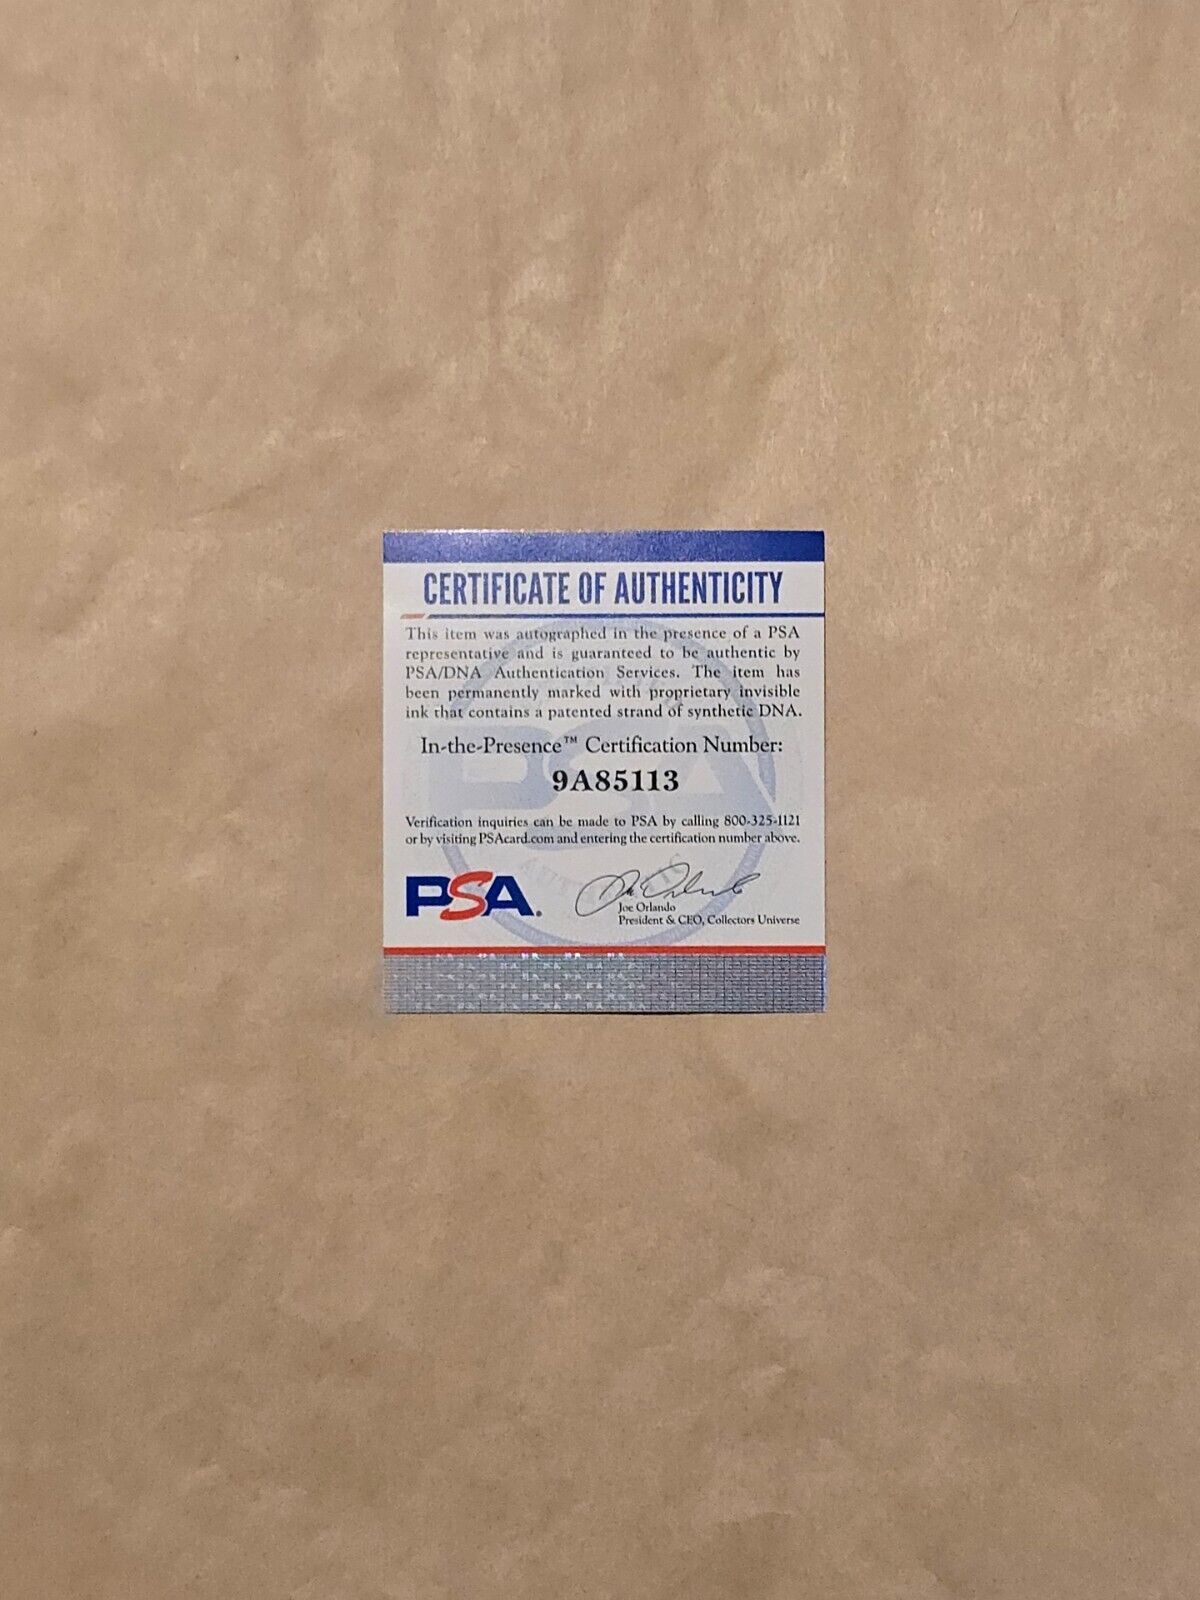 CERTIFICATE OF AUTHENTICITY
This item was autographed in the presence of a PSA
representative and is guaranteed to be authentic by
PSA/DNA Authentication Services. The item has
been permanently marked with proprietary invisible
ink that contains a patented strand of synthetic DNA.
In-the-Presence™ Certification Number:
9A85113
Verification inquiries can be made to PSA by calling 800-325-1121
or by visiting PSAcard.com and entering the certification number above.
PSA.
Joe Orlando
Joe Orlando
President & CEO, Collectors Universe